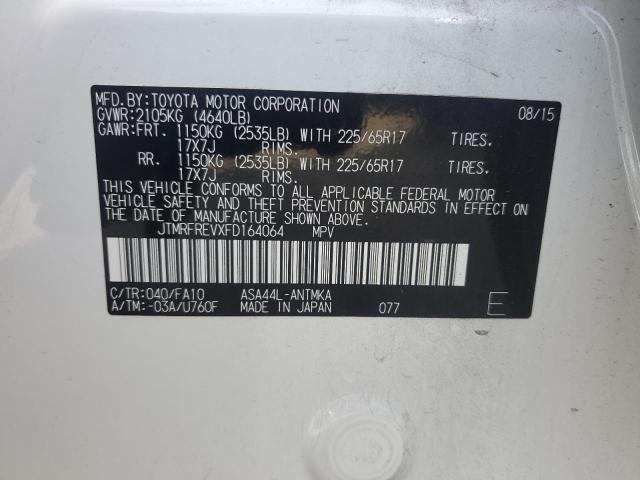 MFD.BY:TOYOTA MOTOR CORPORATION 08/15
GVWR:2105KG (4640LB)
GAWR:FRT. 1150KG (2535LB) WITH 225/65R17 TIRES.
17X7J RIMS.
RR. 1150KG (2535LB) WITH 225/65R17 TIRES.
17X7J RIMS.
THIS VEHICLE CONFORMS TO ALL APPLICABLE FEDERAL MOTOR
VEHICLE SAFETY AND THEFT PREVENTION STANDARDS IN EFFECT ON
THE DATE OF MANUFACTURE SHOWN ABOVE.
JTMRFREVXFD164064 MPV
C/TR:040/FA10 ASA44L-ANTMKA
A/TM:-03A/U760F MADE IN JAPAN 077 E